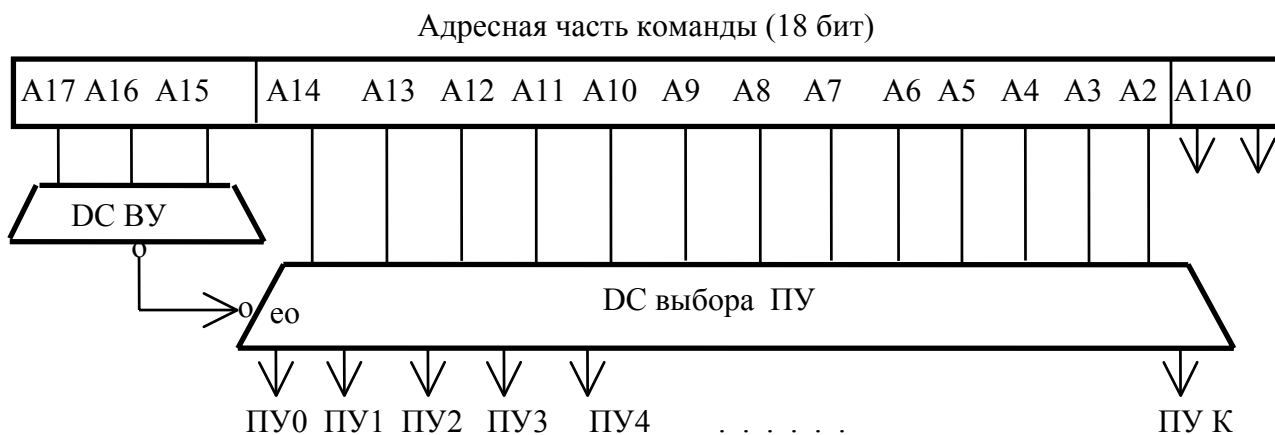 Адресная часть команды (18 бит)
A17 A16 A15 A14 A13 A12 A11 A10 A9 A8 A7 A6 A5 A4 A3 A2 A1A0
DC ВУ
DC выбора ПУ
eo
ПУ0 ПУ1 ПУ2 ПУ3 ПУ4 . . . . . . ПУ К